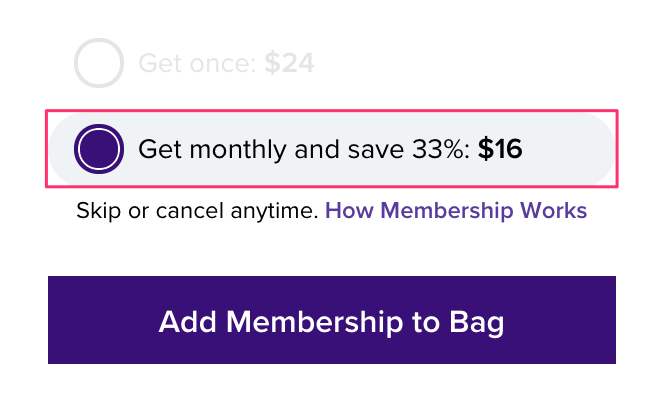 Get once: $24
Get monthly and save 33%: $16
Skip or cancel anytime. How Membership Works
Add Membership to Bag